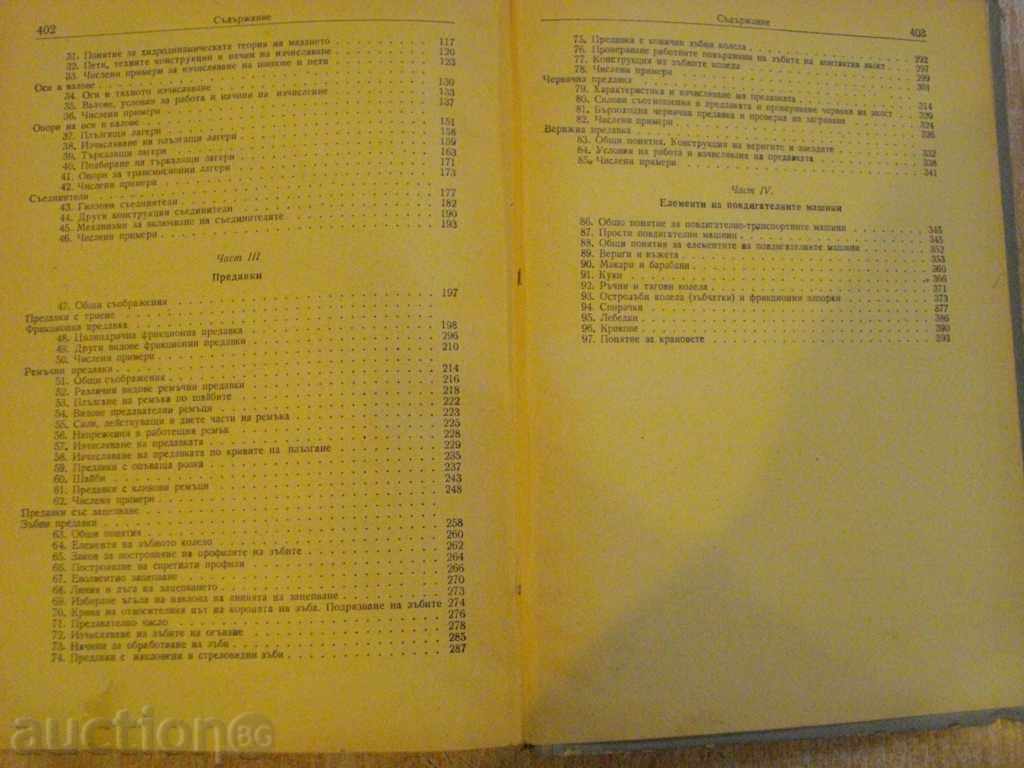 402
Съдържание
31. Понятие за хидродинамическата теория на мазането 117
32. Пети, техните конструкции и начин на изчисляване 120
33. Числени примери за изчисляване на шипове и пети 123
Оси и валове
34. Оси и тяхното изчисляване 130
35. Валове, условия за работа и начини на изчисление 133
36. Числени примери 137
Опори на оси и валове
37. Плъзгащи лагери 151
38. Изчисляване на плъзгащи лагери 158
39. Търкалящи лагери 159
40. Подбиране на търкалящи лагери 163
41. Опори за трансмисионни лагери 171
42. Числени примери 173
Съединители
43. Глезови съединители 177
44. Други конструкции съединители 182
45. Механизми за включване на съединителите 190
46. Числени примери 193
Част III
Предавки
47. Общи съображения 197
Предавки с триене
Фрикционна предавка
48. Цилиндрична фрикционна предавка 198
49. Други видове фрикционни предавки 206
50. Числени примери 210
Ремъчни предавки
51. Общи съображения 214
52. Различни видове ремъчни предавки 216
53. Плъзгане на ремъка по шайбите 218
54. Видове предавателни ремъци 222
55. Сили, действуващи в двете части на ремъка 223
56. Напрежения в работещия ремък 225
57. Изчисляване на предавката 228
58. Изчисляване на предавката по кривите на плъзгане 229
59. Предавки с опъваща ролка 235
60. Шайби 237
61. Предавки с клинови ремъци 243
62. Числени примери 248
Предавки със зацепване
Зъбни предавки
63. Общи понятия 258
64. Елементи на зъбното колело 260
65. Закон за построяване на профилите на зъбите 262
66. Построяване на спрегнати профили 264
67. Еволвентно зацепване 266
68. Линия и дъга на зацепването 270
69. Избиране ъгъла на наклона на линията на зацепване 273
70. Крива на относителния път на короната на зъба. Подрязване на зъбите 274
71. Предавателно число 276
72. Изчисляване на зъбите на огъване 278
73. Начини за обработване на зъби 285
74. Предавки с наклонени и стреловидни зъби 287
Съдържание
403
75. Предавка с конични зъбни колела 292
76. Проверяване работните повърхнини на зъбите на контактна якост 297
77. Конструкция на зъбните колела 299
78. Числени примери 301
Червячна предавка
79. Характеристика и изчисляване на предавката 314
80. Силови съотношения в предавката и проверяване червяка на якост 320
81. Бързоходна червячна предавка и проверка на загряване 324
82. Числени примери 326
Верижна предавка
83. Общи понятия. Конструкция на веригите и звездите 332
84. Условия на работа и изчисляване на предавката 338
85. Числени примери 341
Част IV.
Елементи на повдигателните машини
86. Общо понятие за повдигателно-транспортните машини 345
87. Прости повдигателни машини 345
88. Общи понятия за елементите на повдигателните машини 352
89. Вериги и въжета 353
90. Макари и барабани 360
91. Куки 366
92. Ръчни и тягови колела 371
93. Острозъби колела (зъбчатки) и фрикционни запорки 373
94. Спирачки 377
95. Лебедки 386
96. Крикове 390
97. Понятие за крановете 393
auctionBG